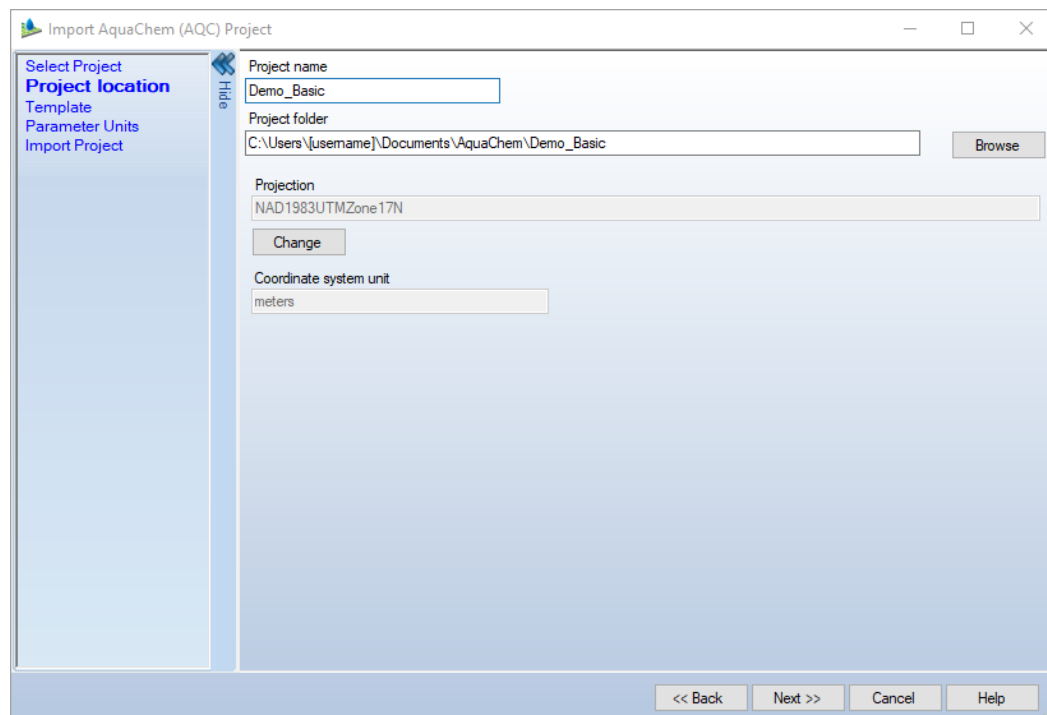 Import AquaChem (AQC) Project
Select Project
Project location
Template
Parameter Units
Import Project
Hide
Project name
Demo_Basic
Project folder
C:\Users\[username]\Documents\AquaChem\Demo_Basic
Browse
Projection
NAD1983UTMZone17N
Change
Coordinate system unit
meters
<< Back Next >> Cancel Help